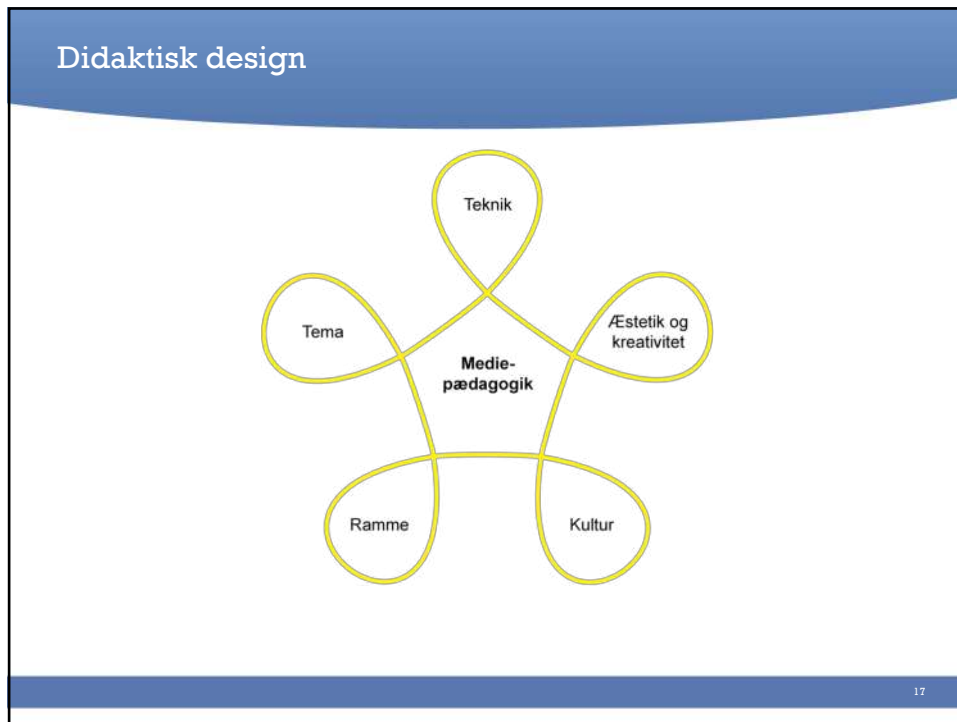 Didaktisk design
Teknik
Tema
Æstetik og
kreativitet
Medie-
pædagogik
Ramme
Kultur
17